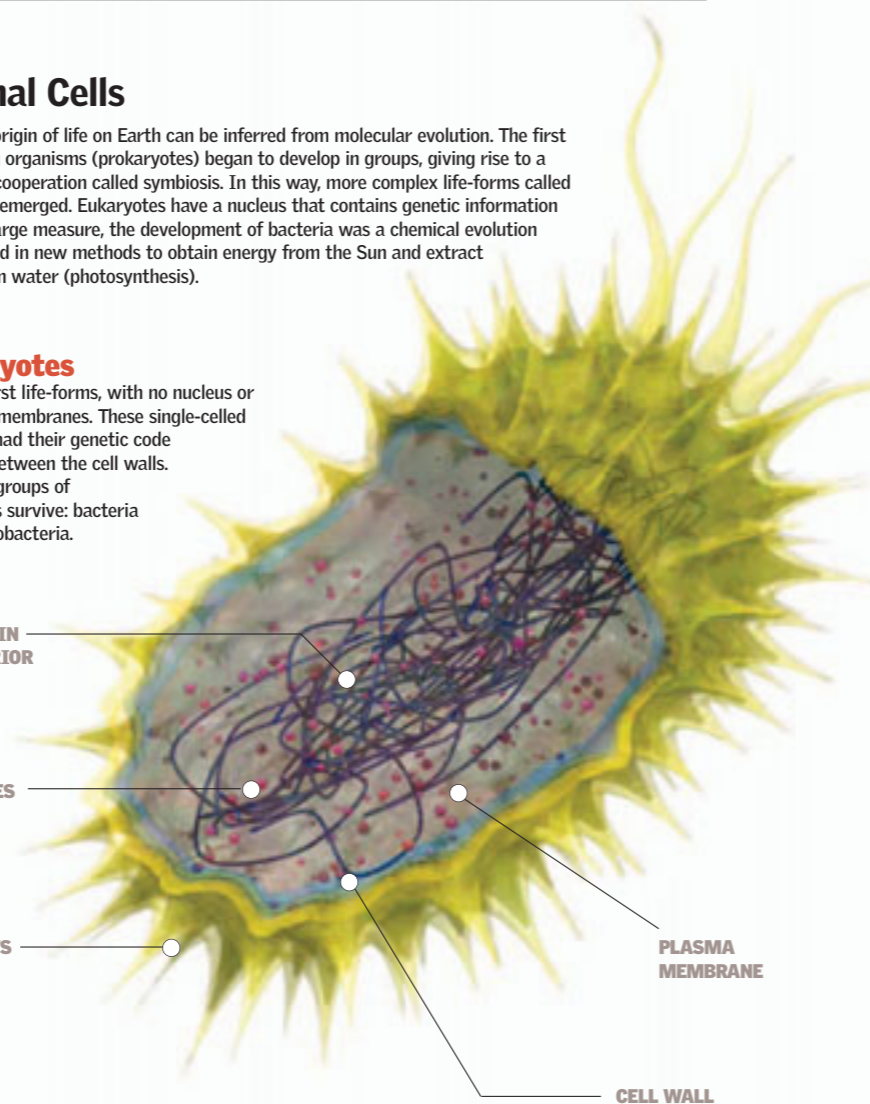 nal Cells
origin of life on Earth can be inferred from molecular evolution. The first
organisms (prokaryotes) began to develop in groups, giving rise to a
cooperation called symbiosis. In this way, more complex life-forms called
emerged. Eukaryotes have a nucleus that contains genetic information
arge measure, the development of bacteria was a chemical evolution
d in new methods to obtain energy from the Sun and extract
m water (photosynthesis).
yotes
rst life-forms, with no nucleus or
membranes. These single-celled
had their genetic code
etween the cell walls.
groups of
s survive: bacteria
obacteria.
IN
RIOR
ES
TS
PLASMA
MEMBRANE
CELL WALL